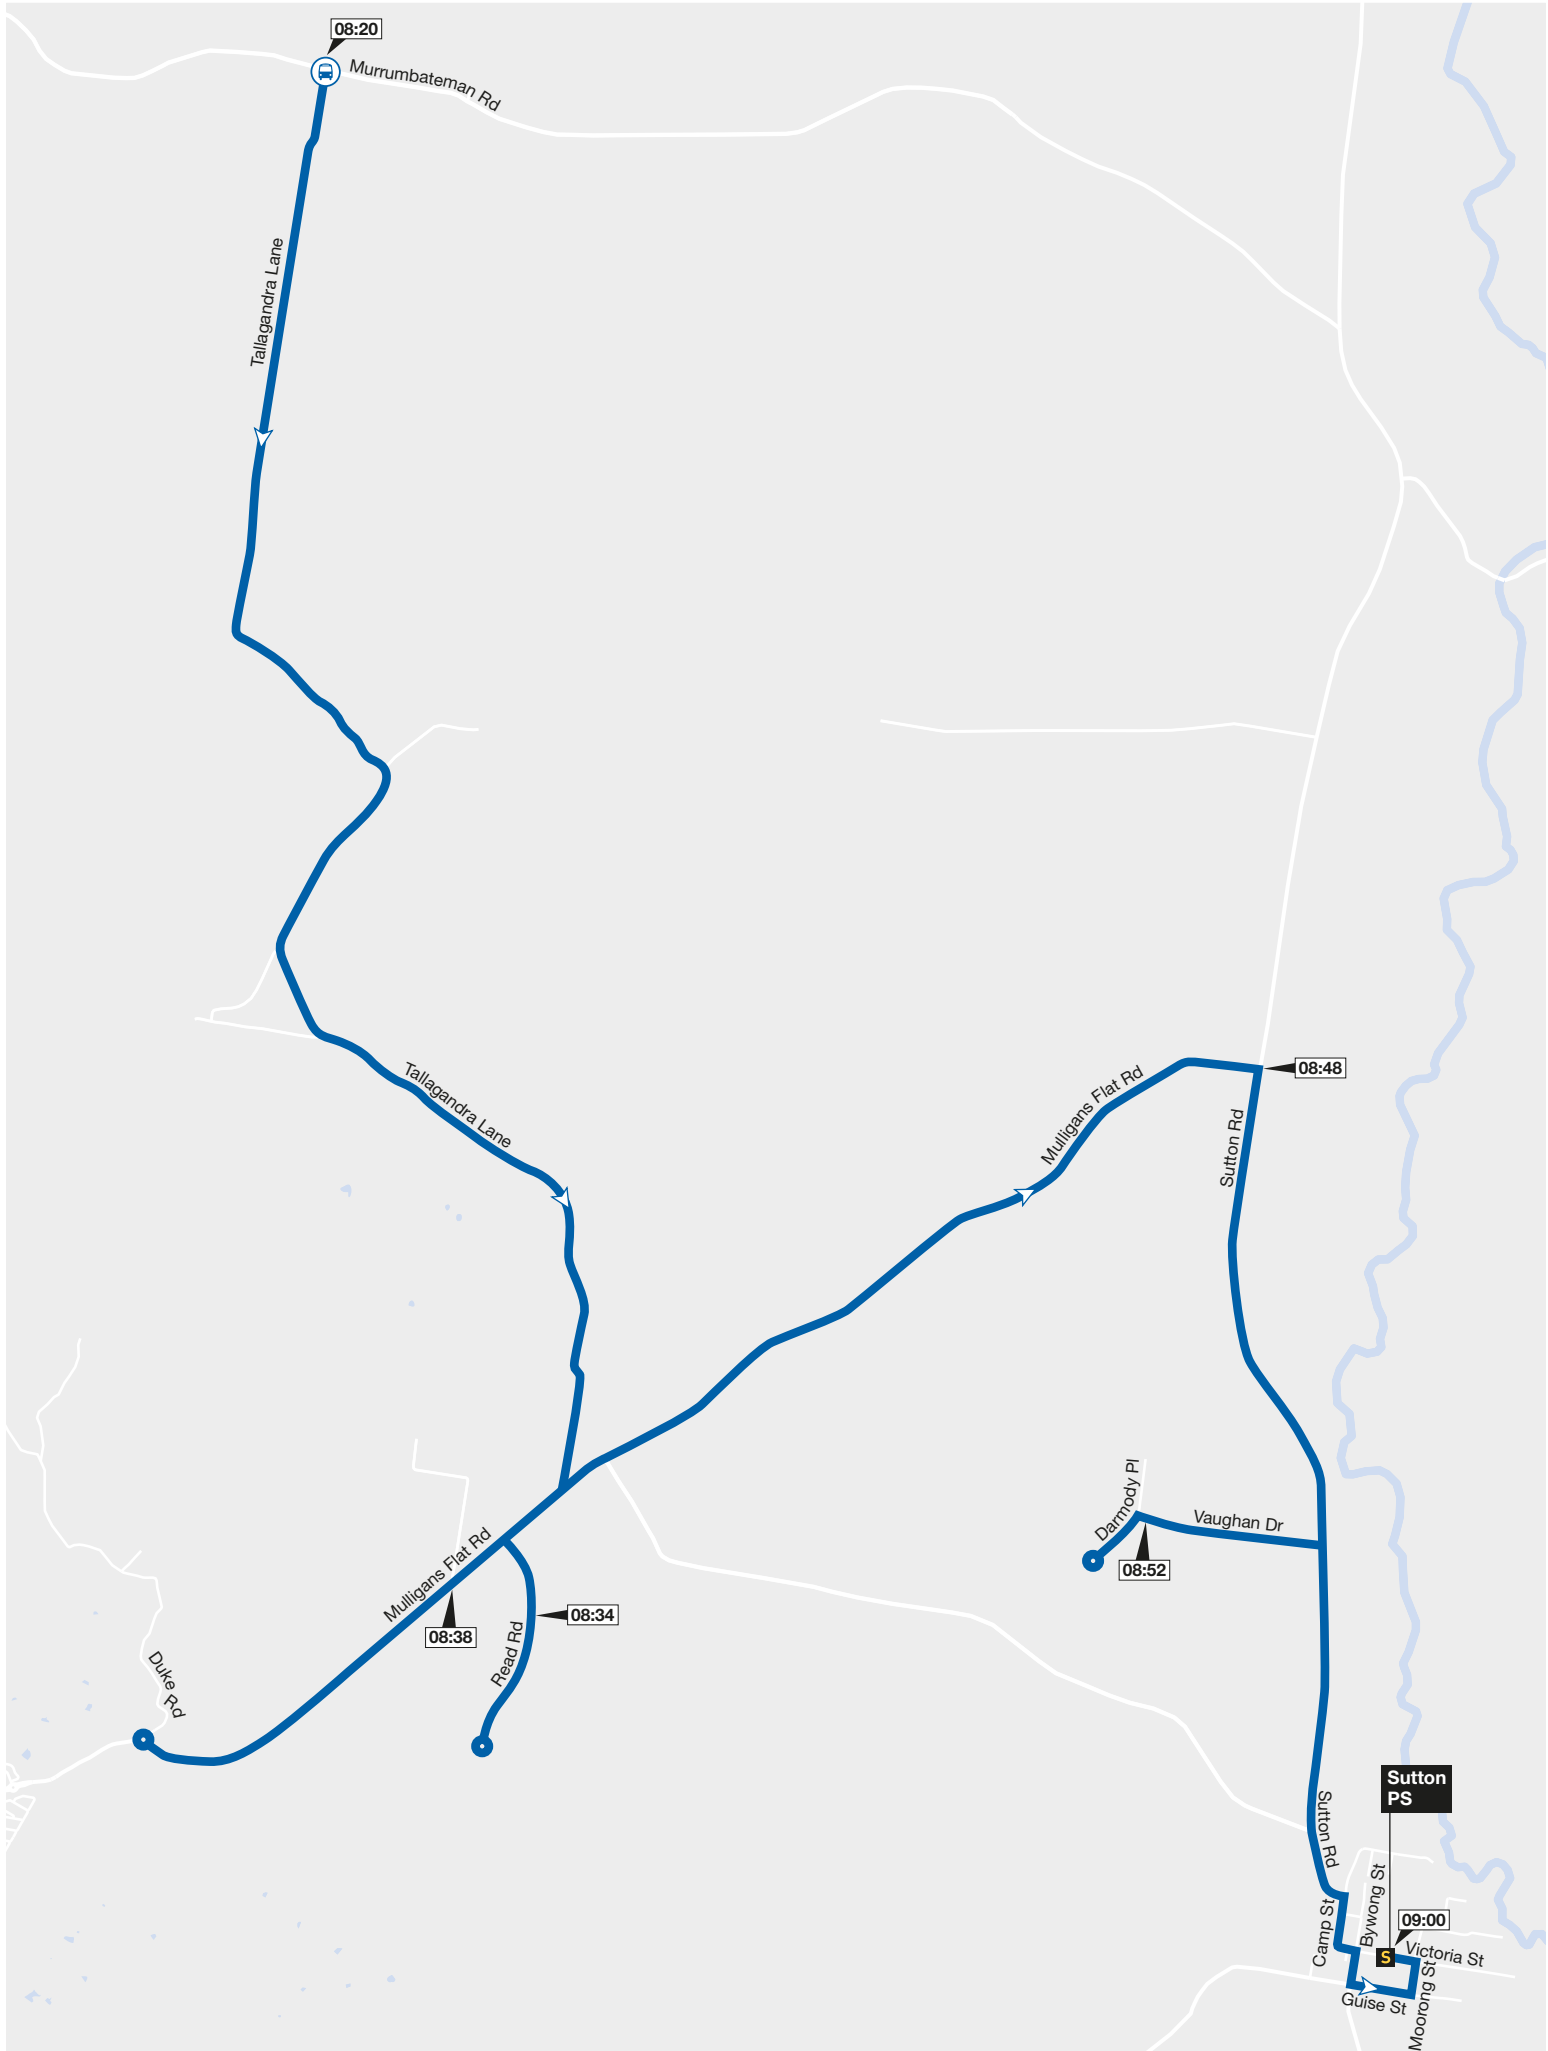 08:20
Murrumbateman Rd
Tallagandra Lane
Tallagandra Lane
Mulligans Flat Rd
08:48
Sutton Rd
Darmody Pl
Vaughan Dr
08:52
Mulligans Flat Rd
08:34
08:38
Read Rd
Duke Rd
Sutton
PS
Sutton Rd
Bywong St
Camp St
09:00
S
Victoria St
Guise St
Moorong St